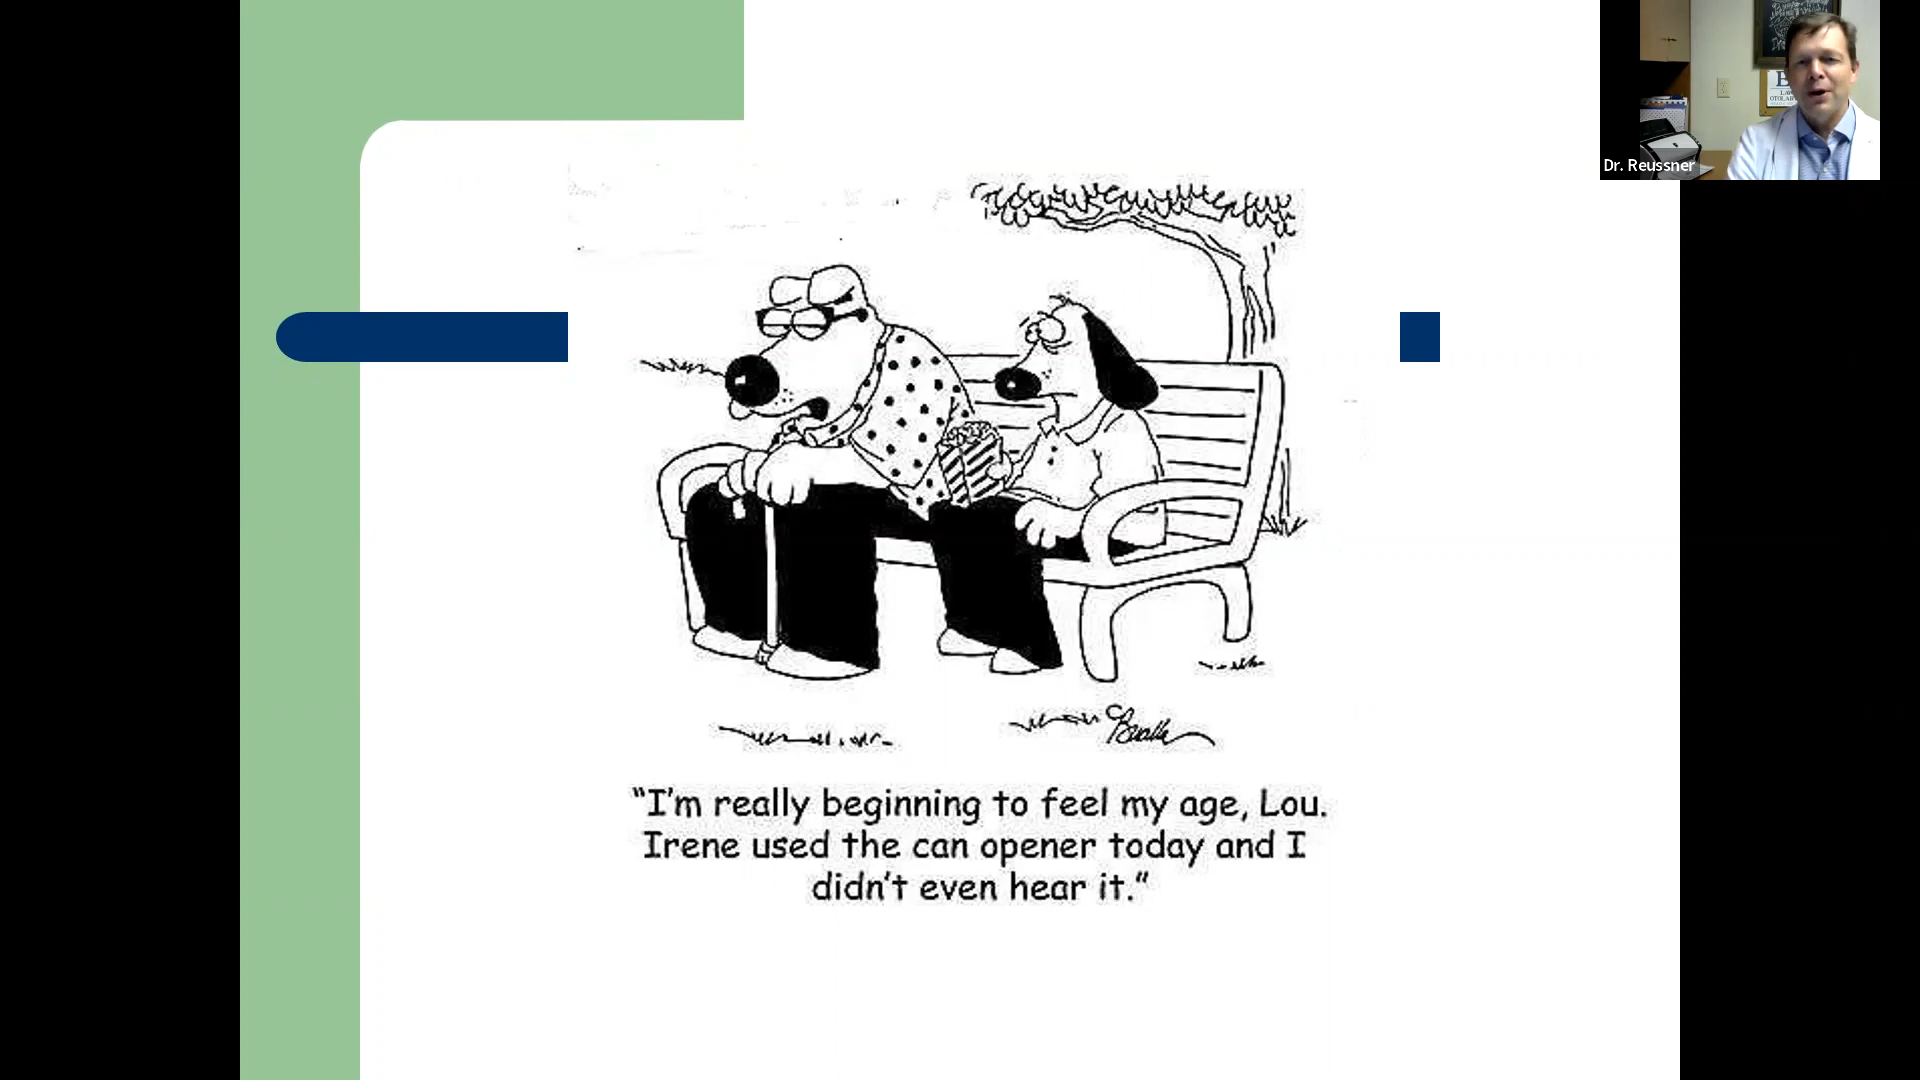 Dr. Reussner
"I'm really beginning to feel my age, Lou.
Irene used the can opener today and I
didn't even hear it."